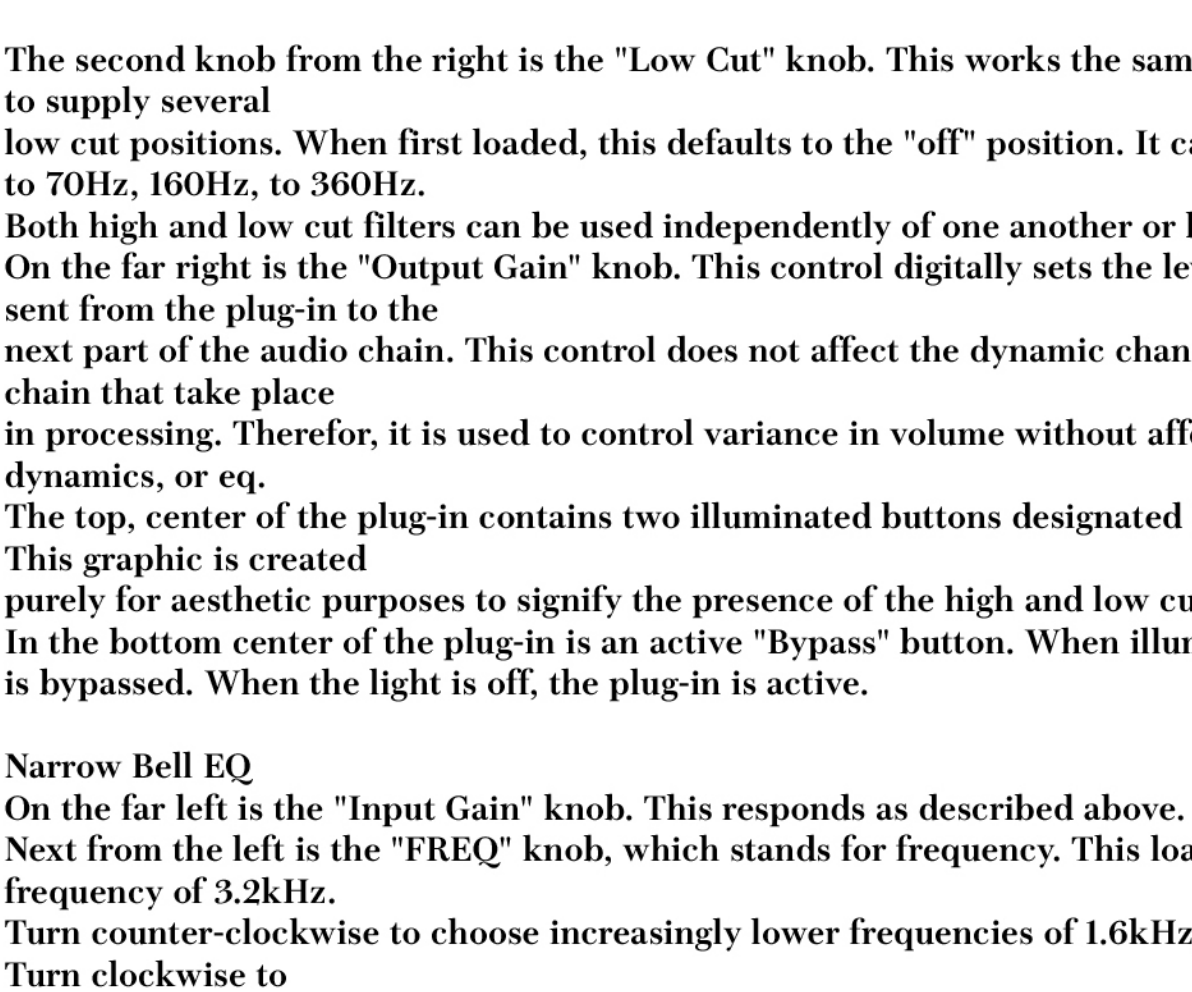 The second knob from the right is the "Low Cut" knob. This works the sam
to supply several
low cut positions. When first loaded, this defaults to the "off" position. It ca
to 70Hz, 160Hz, to 360Hz.
Both high and low cut filters can be used independently of one another or
On the far right is the "Output Gain" knob. This control digitally sets the le
sent from the plug-in to the
next part of the audio chain. This control does not affect the dynamic chan
chain that take place
in processing. Therefor, it is used to control variance in volume without aff
dynamics, or eq.
The top, center of the plug-in contains two illuminated buttons designated
This graphic is created
purely for aesthetic purposes to signify the presence of the high and low cu
In the bottom center of the plug-in is an active "Bypass" button. When illum
is bypassed. When the light is off, the plug-in is active.
Narrow Bell EQ
On the far left is the "Input Gain" knob. This responds as described above.
Next from the left is the "FREQ" knob, which stands for frequency. This loa
frequency of 3.2kHz.
Turn counter-clockwise to choose increasingly lower frequencies of 1.6kHz
Turn clockwise to